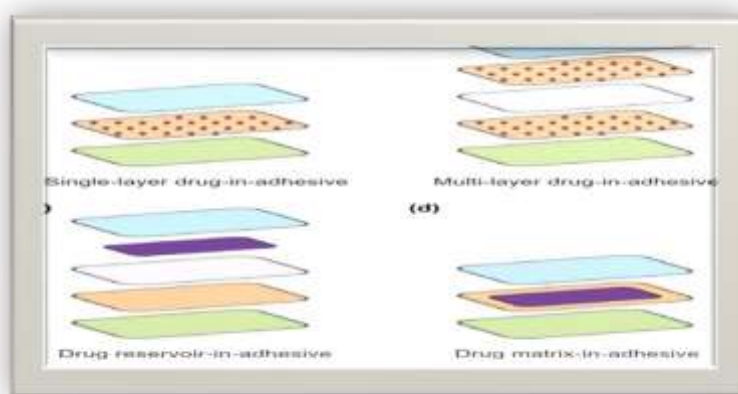 Single-layer drug-in-adhesive
Multi-layer drug-in-adhesive
)
(d)
Drug reservoir-in-adhesive
Drug matrix-in-adhesive